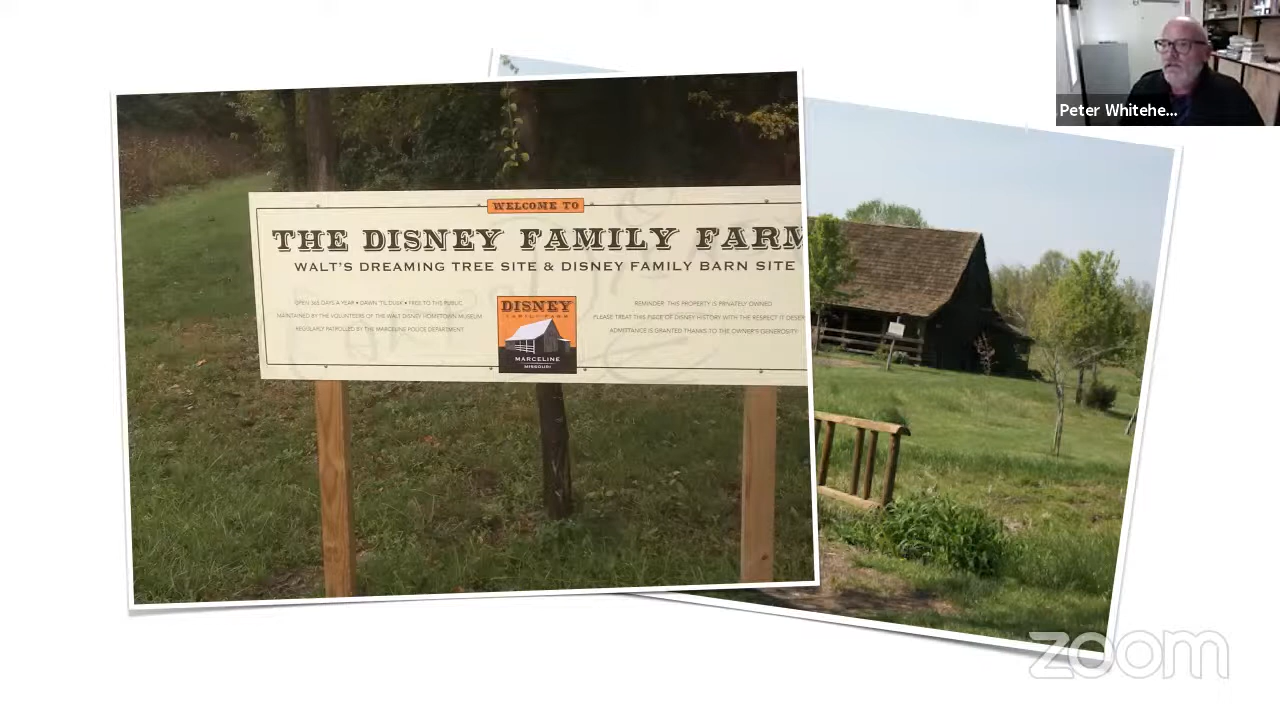 Peter Whitehe...
WELCOME TO
THE DISNEY FAMILY FARM
WALT'S DREAMING TREE SITE & DISNEY FAMILY BARN SITE
OPEN 365 DAYS A YEAR • DAWN 'TIL DUSK • FREE TO THE PUBLIC
MAINTAINED BY THE VOLUNTEERS OF THE WALT DISNEY HOMETOWN MUSEUM
REGULARLY PATROLLED BY THE MARCELINE POLICE DEPARTMENT
DISNEY
FAMILY FARM
MARCELINE
MISSOURI
REMINDER: THIS PROPERTY IS PRIVATELY OWNED
PLEASE TREAT THIS PIECE OF DISNEY HISTORY WITH THE RESPECT IT DESER
ADMITTANCE IS GRANTED THANKS TO THE OWNER'S GENEROSITY!
zoom